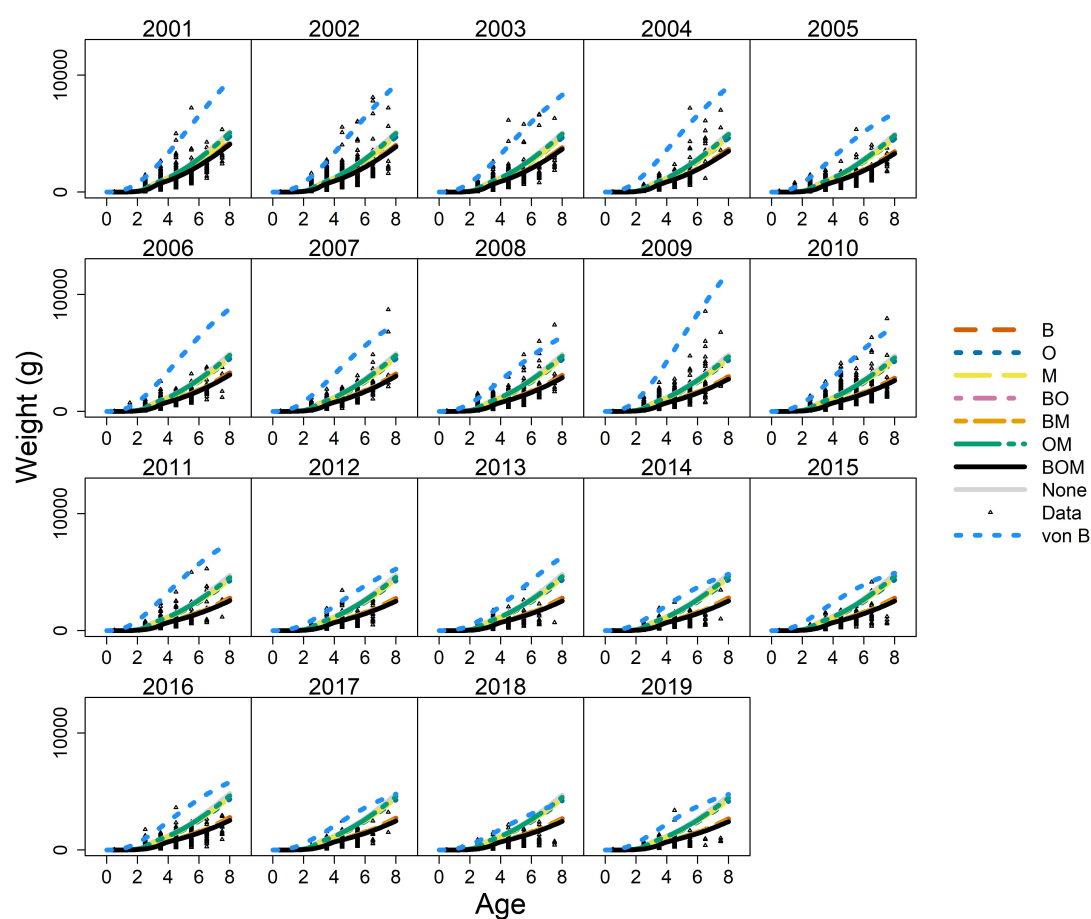 2001 2002 2003 2004 2005
10000
0
0 2 4 6 8 0 2 4 6 8 0 2 4 6 8 0 2 4 6 8 0 2 4 6 8
2006 2007 2008 2009 2010
10000
0
0 2 4 6 8 0 2 4 6 8 0 2 4 6 8 0 2 4 6 8 0 2 4 6 8
2011 2012 2013 2014 2015
10000
0
0 2 4 6 8 0 2 4 6 8 0 2 4 6 8 0 2 4 6 8 0 2 4 6 8
2016 2017 2018 2019
10000
0
0 2 4 6 8 0 2 4 6 8 0 2 4 6 8 0 2 4 6 8
Weight (g)
Age
B
O
M
BO
BM
OM
BOM
None
Data
von B